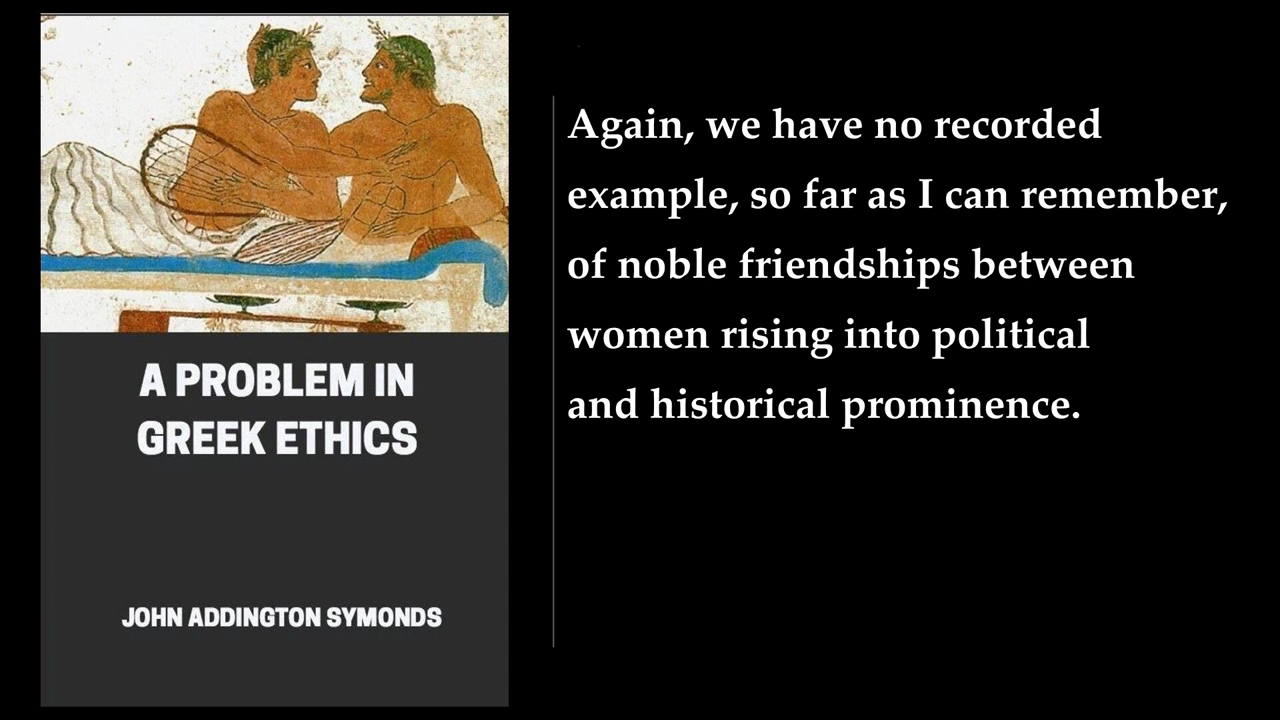 A PROBLEM IN
GREEK ETHICS
JOHN ADDINGTON SYMONDS
Again, we have no recorded
example, so far as I can remember,
of noble friendships between
women rising into political
and historical prominence.